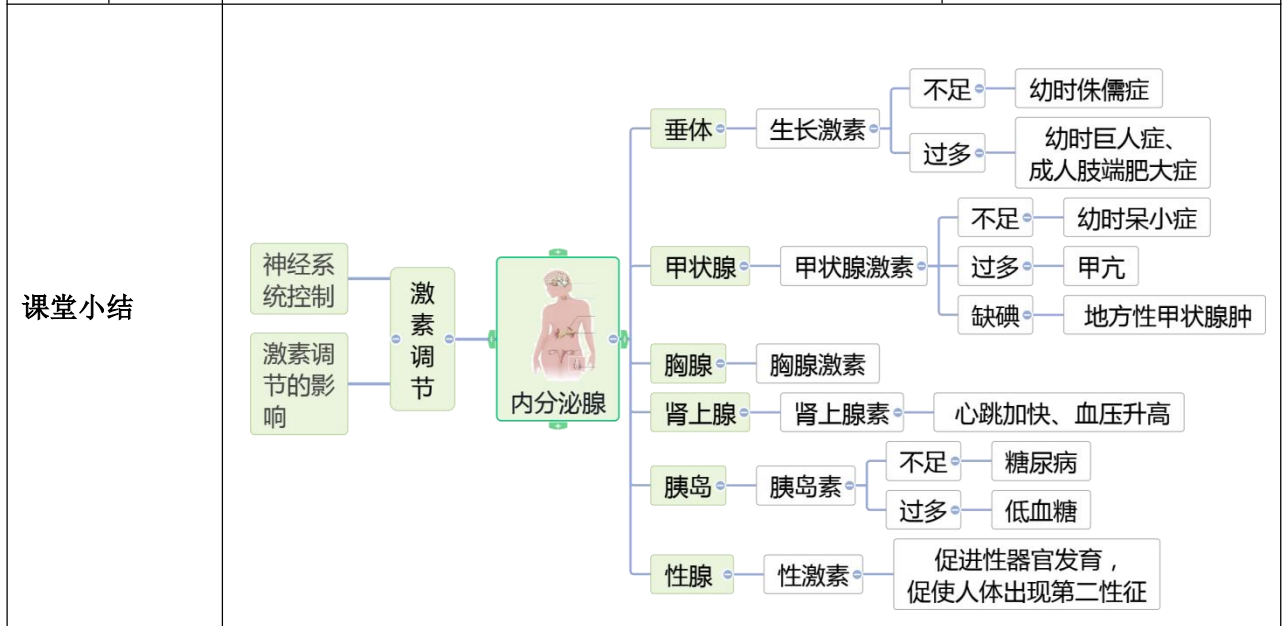 课堂小结
神经系
统控制
激素调
节的影
响
激
素
调
节
内分泌腺
垂体
生长激素
不足
幼时侏儒症
过多
幼时巨人症、
成人肢端肥大症
甲状腺
甲状腺激素
不足
幼时呆小症
过多
甲亢
缺碘
地方性甲状腺肿
胸腺
胸腺激素
肾上腺
肾上腺素
心跳加快、血压升高
胰岛
胰岛素
不足
糖尿病
过多
低血糖
性腺
性激素
促进性器官发育，
促使人体出现第二性征